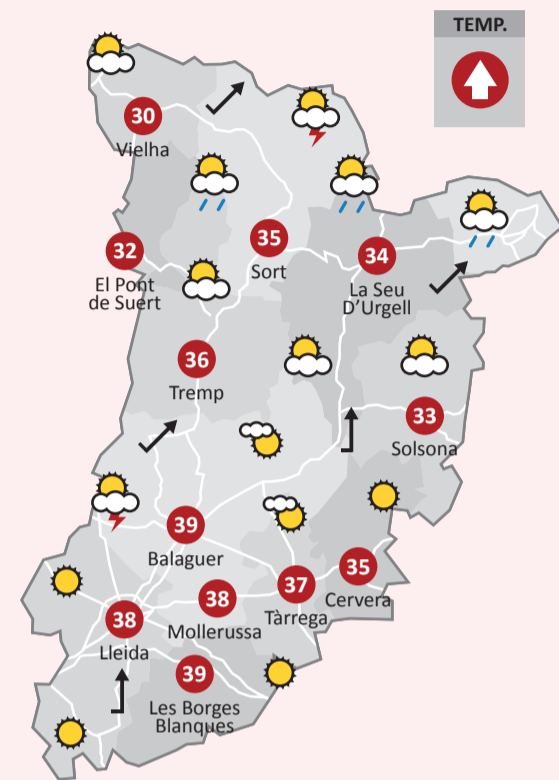 TEMP.
30
Vielha
32
El Pont
de Suert
35
Sort
34
La Seu
D'Urgell
36
Tremp
33
Solsona
39
Balaguer
38
Mollerussa
37
Tàrrega
35
Cervera
38
Lleida
39
Les Borges
Blanques